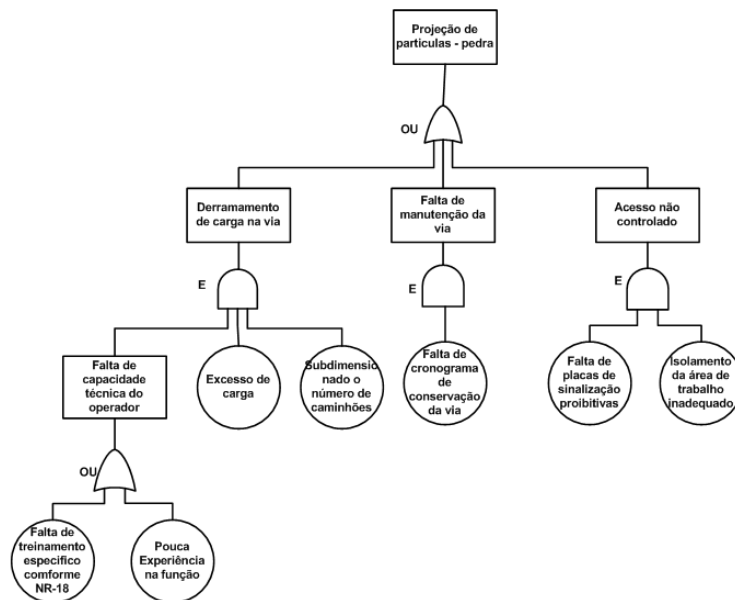 Projeção de
particulas - pedra
OU
Derramamento
de carga na via
Falta de
manutenção da
via
Acesso não
controlado
E
E
E
Falta de
capacidade
técnica do
operador
Excesso de
carga
Subdimensio
nado o
número de
caminhões
Falta de
cronograma
de
conservação
da via
Falta de
placas de
sinalização
proibitivas
Isolamento
da área de
trabalho
inadequado
OU
Falta de
treinamento
especifico
comforme
NR-18
Pouca
Experiência
na função